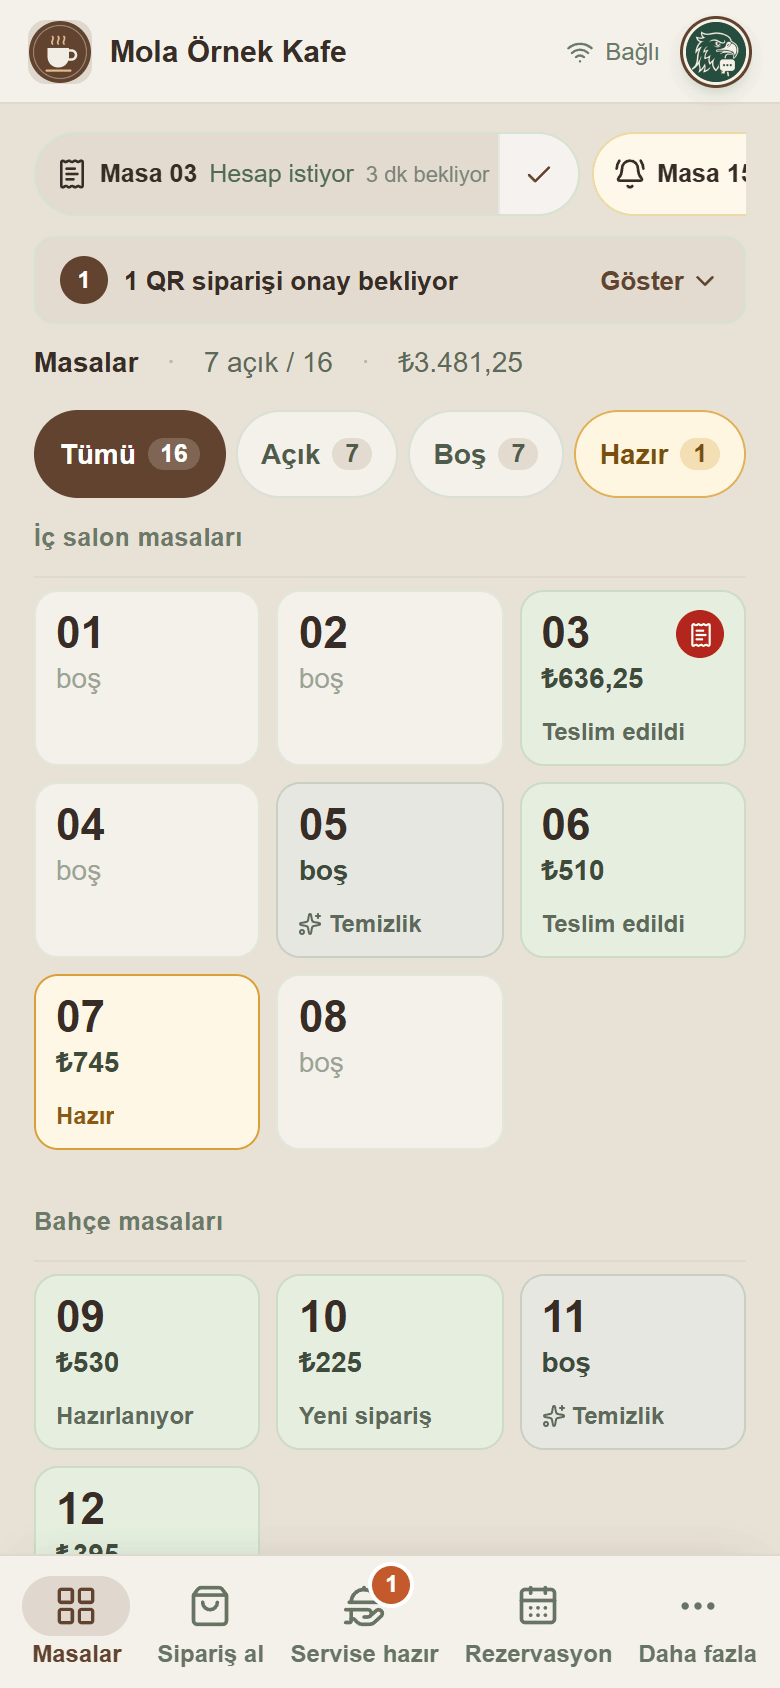 Mola Örnek Kafe
Bağlı
Masa 03 Hesap istiyor 3 dk bekliyor
Masa
1 1 QR siparişi onay bekliyor Göster
Masalar · 7 açık / 16 · ₺3.481,25
Tümü 16 Açık 7 Boş 7 Hazır 1
İç salon masaları
01
boş
02
boş
03
₺636,25
Teslim edildi
04
boş
05
boş
Temizlik
06
₺510
Teslim edildi
07
₺745
Hazır
08
boş
Bahçe masaları
09
₺530
Hazırlanıyor
10
₺225
Yeni sipariş
11
boş
Temizlik
12
₺395
1
Masalar
Sipariş al
Servise hazır
Rezervasyon
Daha fazla